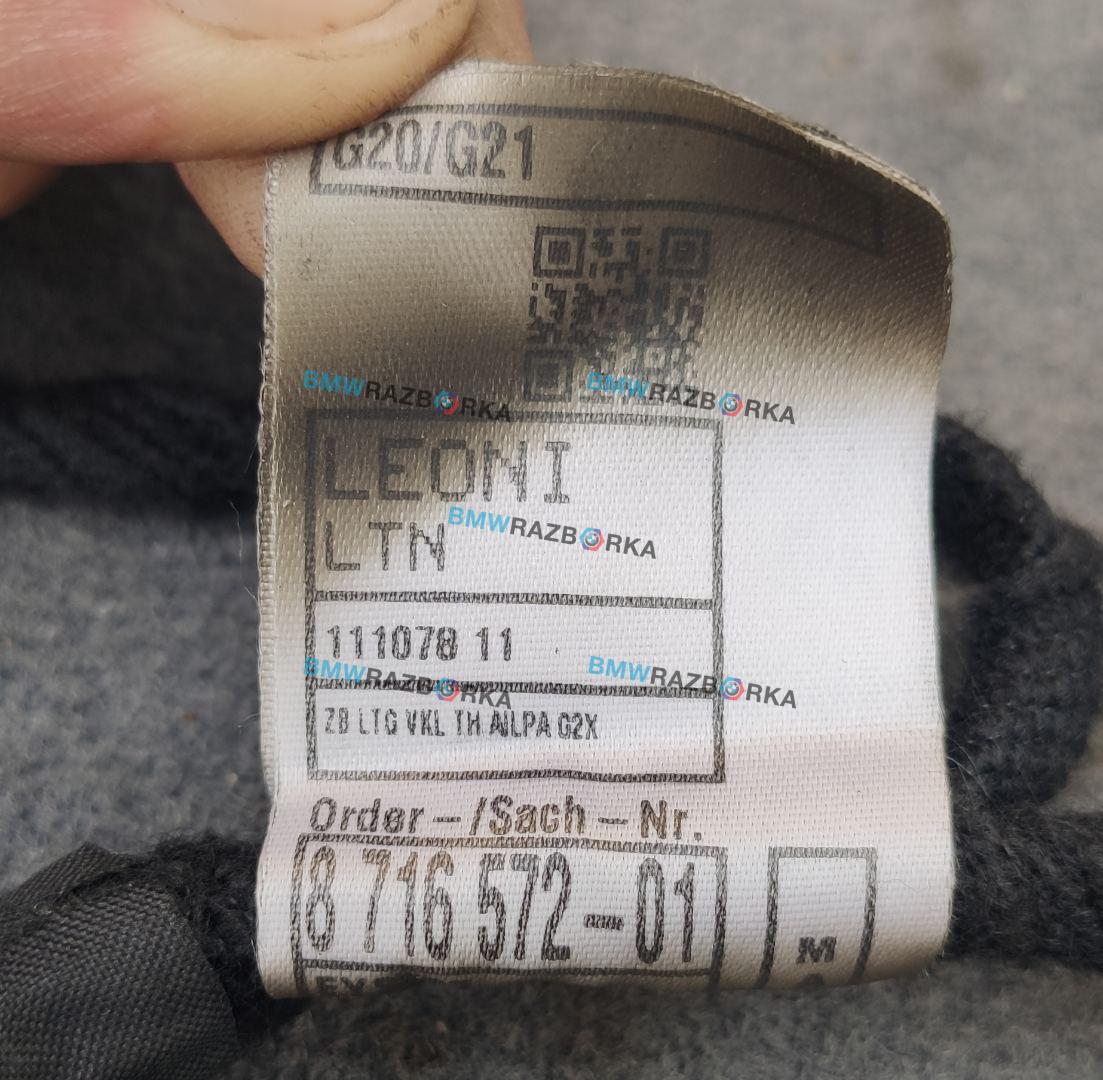 G20/G21
BMWRAZBORKA BMWRAZBORKA
LEONI
LTN
BMWRAZBORKA
111078 11
BMWRAZBORKA BMWRAZBORKA
ZB LTG VKL TH AILPA G2X
Order-/Sach-Nr.
8 716 572-01
M